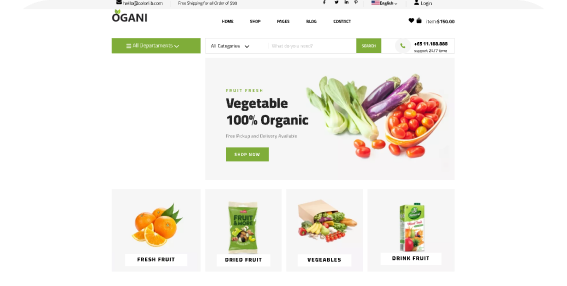 hello@colorlib.com Free Shipping for all Order of $99 English Login
OGANI
HOME SHOP PAGES BLOG CONTACT
item: $150.00
All Departments
All Categories What do you need? SEARCH
+65 11.188.888
support 24/7 time
FRUIT FRESH
Vegetable
100% Organic
Free Pickup and Delivery Available
SHOP NOW
FRUIT
FRESH FRUIT
DRIED FRUIT
VEGEABLES
DRINK FRUIT